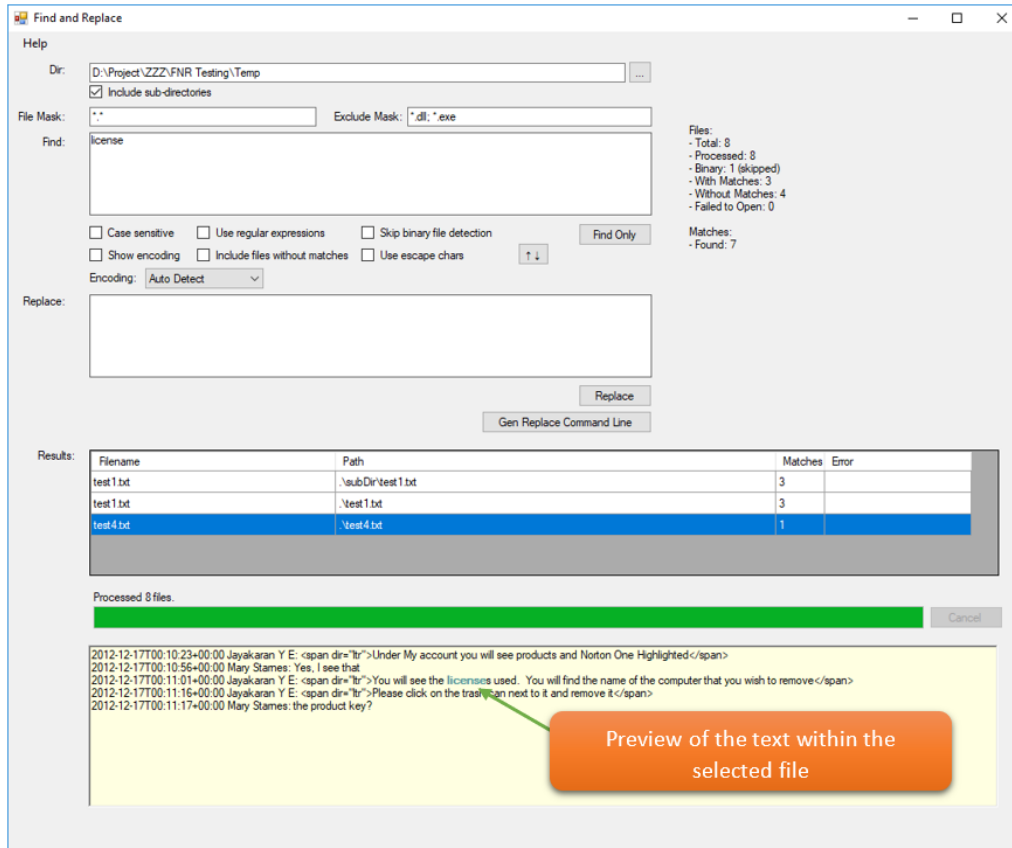 Find and Replace
Help
Dir: D:\Project\ZZZ\FNR Testing\Temp ...
Include sub-directories
File Mask: *.* Exclude Mask: *.dll; *.exe
Find: license
Files:
- Total: 8
- Processed: 8
- Binary: 1 (skipped)
- With Matches: 3
- Without Matches: 4
- Failed to Open: 0
Matches:
- Found: 7
Case sensitive Use regular expressions Skip binary file detection Find Only
Show encoding Include files without matches Use escape chars ↑↓
Encoding: Auto Detect
Replace:
Replace
Gen Replace Command Line
Results: Filename Path Matches Error
test1.txt .\subDir\test1.txt 3
test1.txt .\test1.txt 3
test4.txt .\test4.txt 1
Processed 8 files.
Cancel
2012-12-17T00:10:23+00:00 Jayakaran Y E: <span dir="ltr">Under My account you will see products and Norton One Highlighted</span>
2012-12-17T00:10:56+00:00 Mary Starnes: Yes, I see that
2012-12-17T00:11:01+00:00 Jayakaran Y E: <span dir="ltr">You will see the licenses used.  You will find the name of the computer that you wish to remove</span>
2012-12-17T00:11:16+00:00 Jayakaran Y E: <span dir="ltr">Please click on the trash can next to it and remove it</span>
2012-12-17T00:11:17+00:00 Mary Starnes: the product key?
Preview of the text within the
selected file